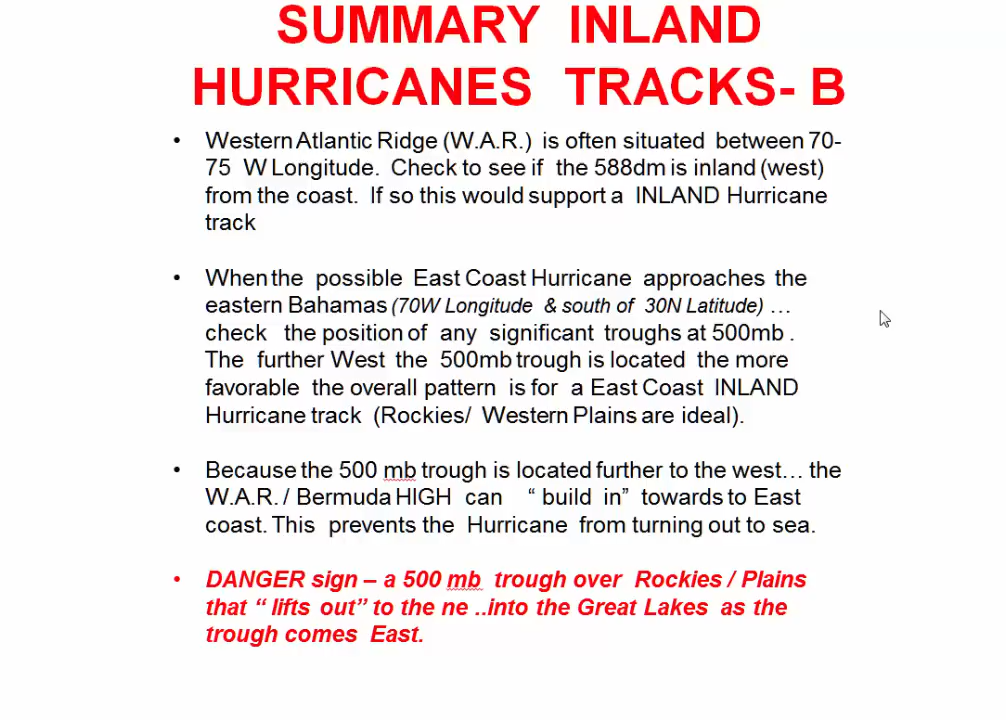 SUMMARY INLAND
HURRICANES TRACKS- B
• Western Atlantic Ridge (W.A.R.) is often situated between 70-
75 W Longitude. Check to see if the 588dm is inland (west)
from the coast. If so this would support a INLAND Hurricane
track
• When the possible East Coast Hurricane approaches the
eastern Bahamas (70W Longitude & south of 30N Latitude) ...
check the position of any significant troughs at 500mb .
The further West the 500mb trough is located the more
favorable the overall pattern is for a East Coast INLAND
Hurricane track (Rockies/ Western Plains are ideal).
• Because the 500 mb trough is located further to the west... the
W.A.R. / Bermuda HIGH can “ build in” towards to East
coast. This prevents the Hurricane from turning out to sea.
• DANGER sign – a 500 mb trough over Rockies / Plains
that “ lifts out” to the ne ..into the Great Lakes as the
trough comes East.